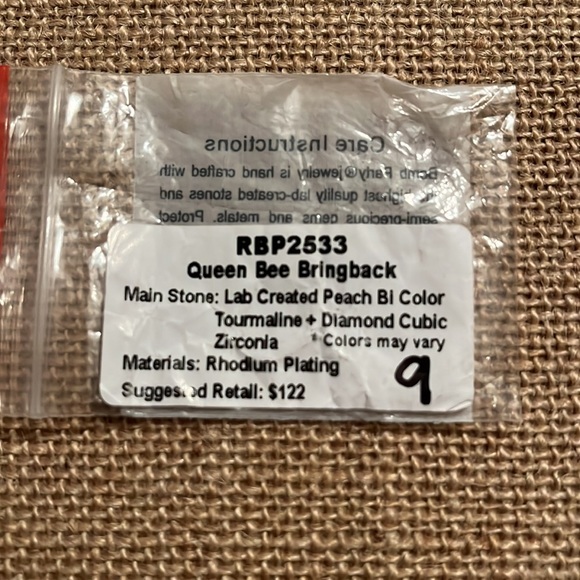 Care Instructions
Bomb Party® jewelry is hand crafted with
highest quality lab-created stones and
semi-precious gems and metals. Protect
RBP2533
Queen Bee Bringback
Main Stone: Lab Created Peach Bi Color
Tourmaline + Diamond Cubic
Zirconia * Colors may vary
Materials: Rhodium Plating
Suggested Retail: $122
9